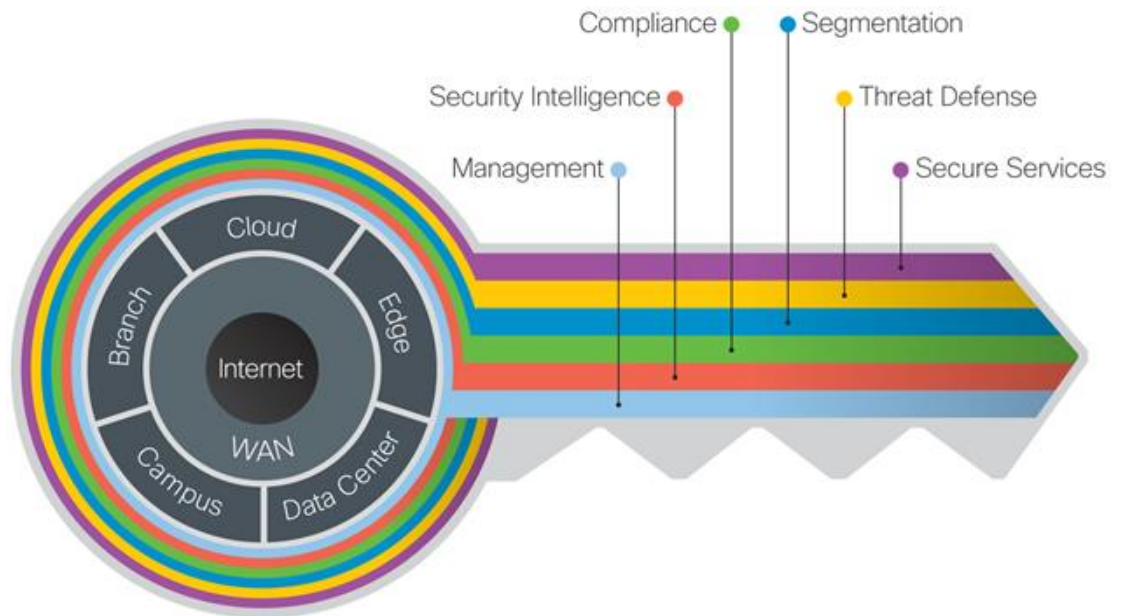 Compliance
Segmentation
Security Intelligence
Threat Defense
Management
Secure Services
Cloud
Branch
Edge
Internet
WAN
Campus
Data Center